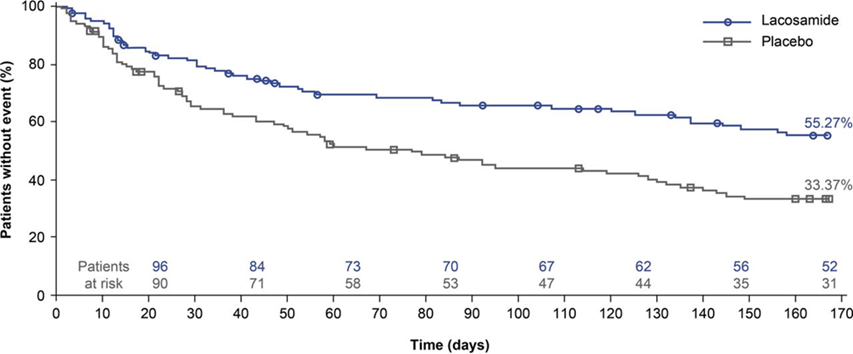 100
80
60
40
20
0
Patients without event (%)
Lacosamide
Placebo
55.27%
33.37%
Patients 96 84 73 70 67 62 56 52
at risk 90 71 58 53 47 44 35 31
0 10 20 30 40 50 60 70 80 90 100 110 120 130 140 150 160 170
Time (days)